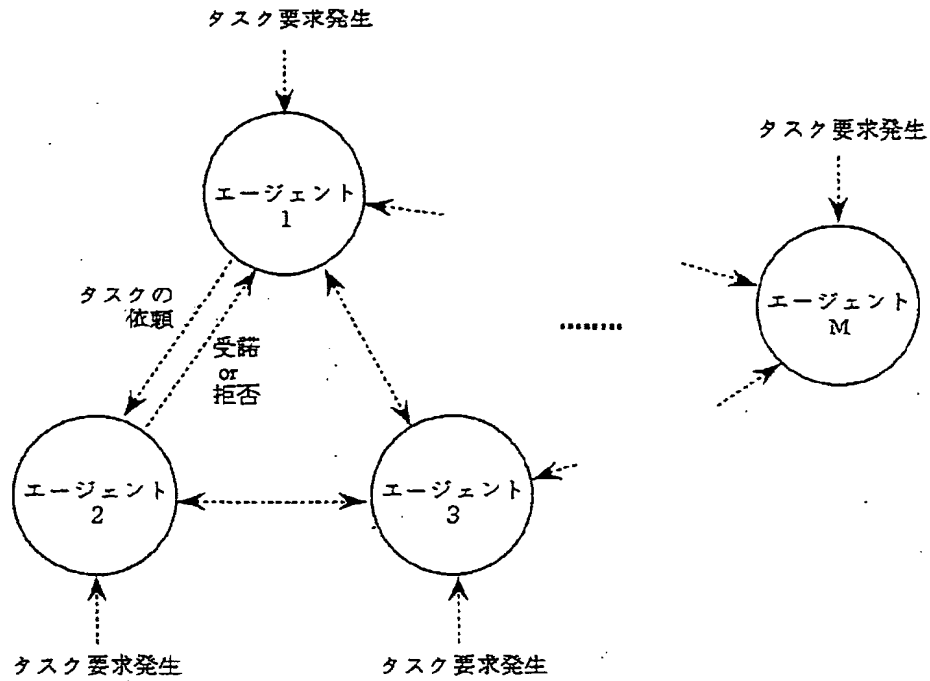 タスク要求発生
タスク要求発生
エージェント
1
エージェント
M
タスクの
依頼
受諾
or
拒否
エージェント
2
エージェント
3
タスク要求発生
タスク要求発生